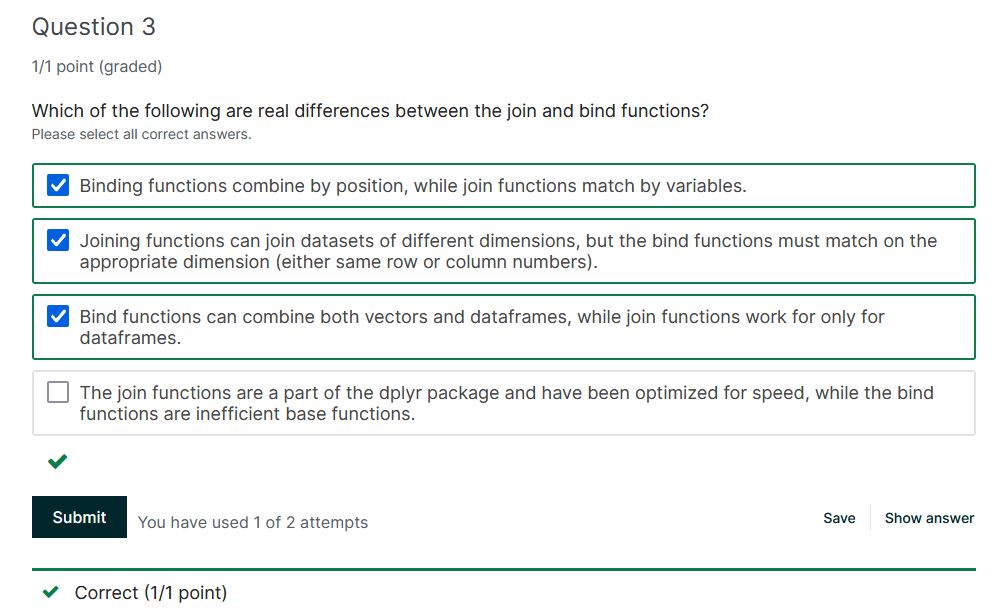 Question 3
1/1 point (graded)
Which of the following are real differences between the join and bind functions?
Please select all correct answers.
Binding functions combine by position, while join functions match by variables.
Joining functions can join datasets of different dimensions, but the bind functions must match on the
appropriate dimension (either same row or column numbers).
Bind functions can combine both vectors and dataframes, while join functions work for only for
dataframes.
The join functions are a part of the dplyr package and have been optimized for speed, while the bind
functions are inefficient base functions.
Submit You have used 1 of 2 attempts Save Show answer
Correct (1/1 point)